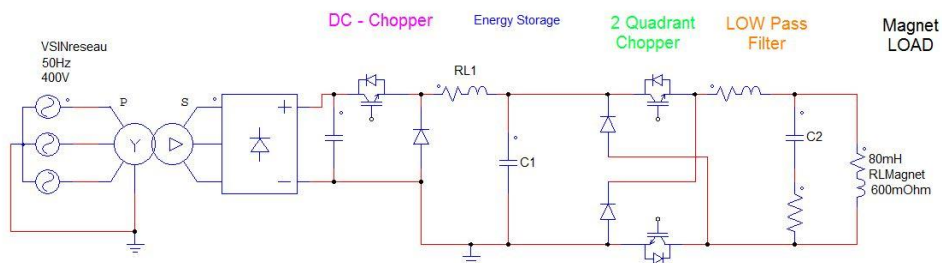 DC - Chopper
Energy Storage
2 Quadrant
Chopper
LOW Pass
Filter
Magnet
LOAD
VSINreseau
50Hz
400V
P
S
Y
RL1
C1
C2
80mH
RLMagnet
600mOhm